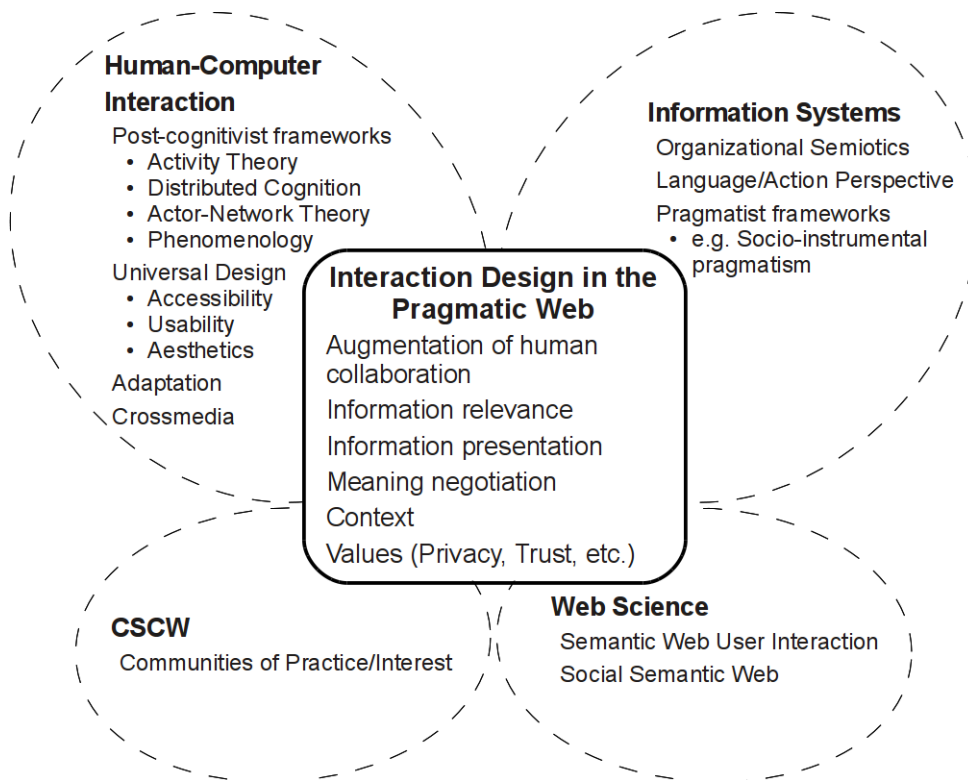 Human-Computer
Interaction
Post-cognitivist frameworks
• Activity Theory
• Distributed Cognition
• Actor-Network Theory
• Phenomenology
Universal Design
• Accessibility
• Usability
• Aesthetics
Adaptation
Crossmedia
Information Systems
Organizational Semiotics
Language/Action Perspective
Pragmatist frameworks
• e.g. Socio-instrumental
pragmatism
Interaction Design in the
Pragmatic Web
Augmentation of human
collaboration
Information relevance
Information presentation
Meaning negotiation
Context
Values (Privacy, Trust, etc.)
CSCW
Communities of Practice/Interest
Web Science
Semantic Web User Interaction
Social Semantic Web